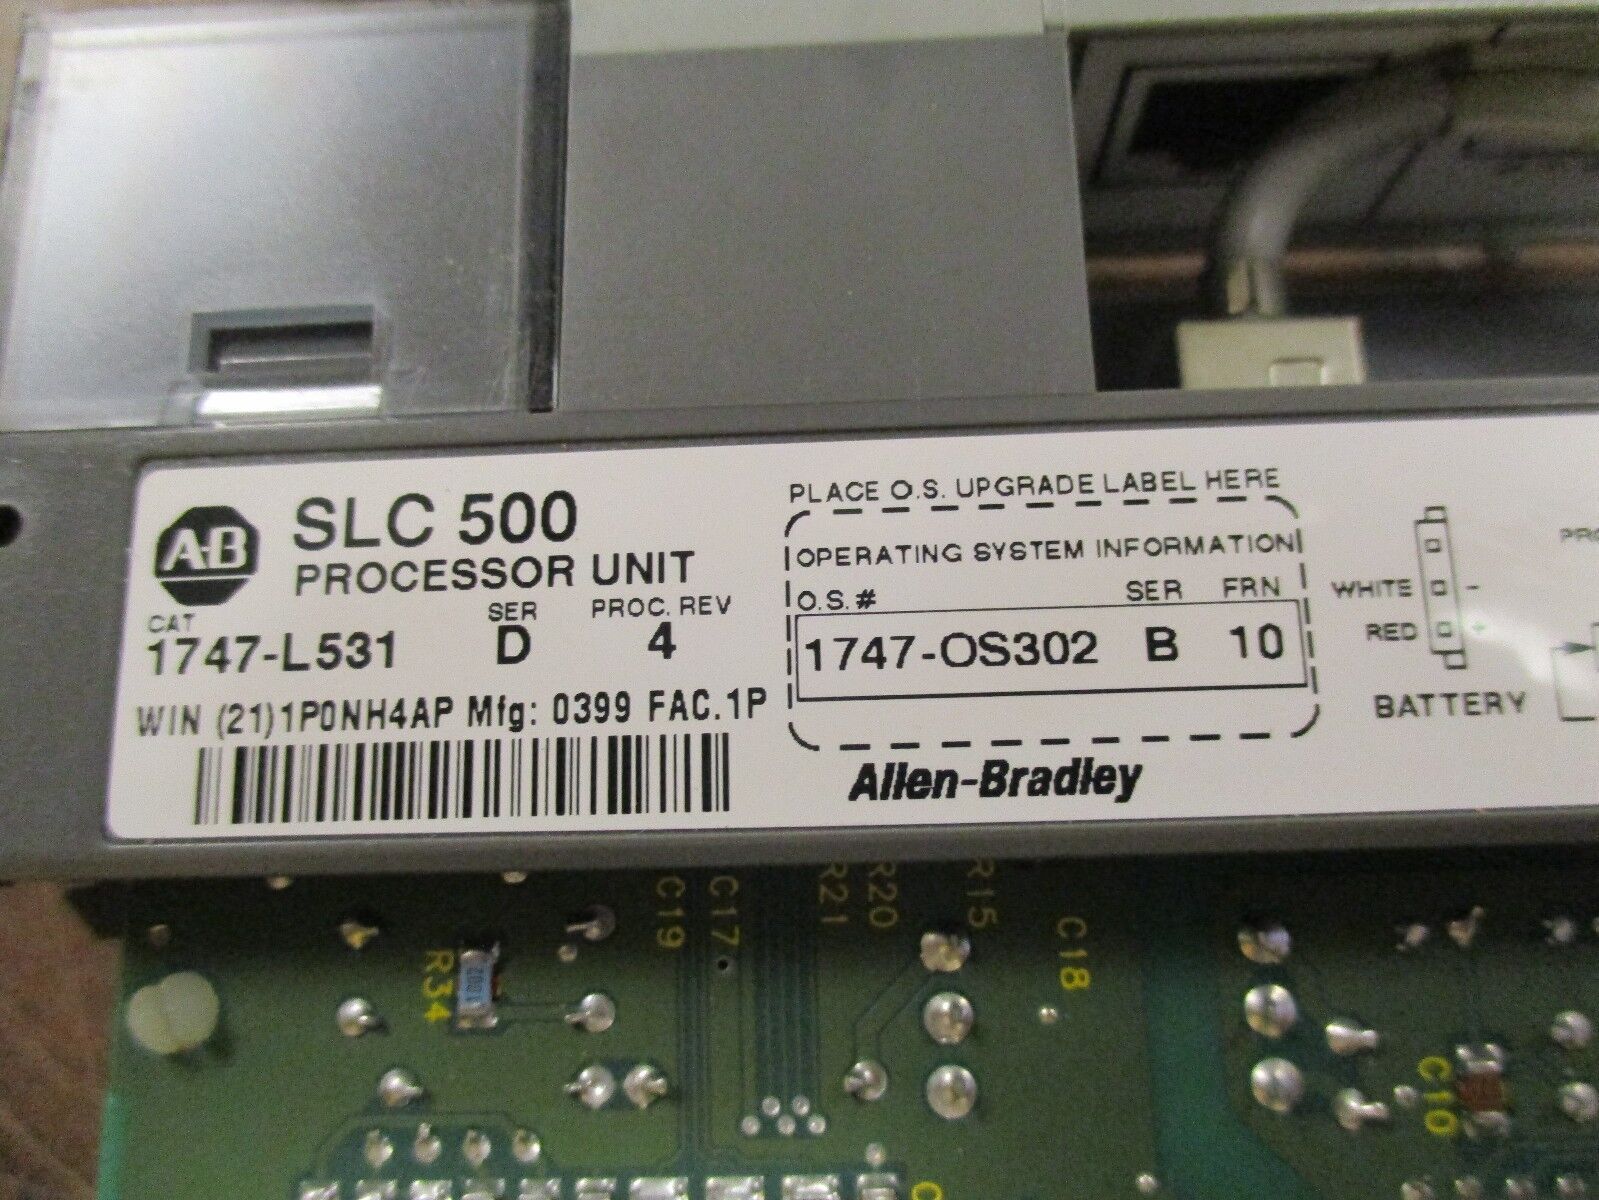 A-B
SLC 500
PROCESSOR UNIT
CAT SER PROC. REV
1747-L531 D 4
WIN (21)1P0NH4AP Mfg: 0399 FAC.1P
PLACE O.S. UPGRADE LABEL HERE
OPERATING SYSTEM INFORMATION
O.S.# SER FRN
1747-OS302 B 10
Allen-Bradley
WHITE -
RED +
BATTERY
C19
C17
R21
R20
R15
C18
R34
1002
C10